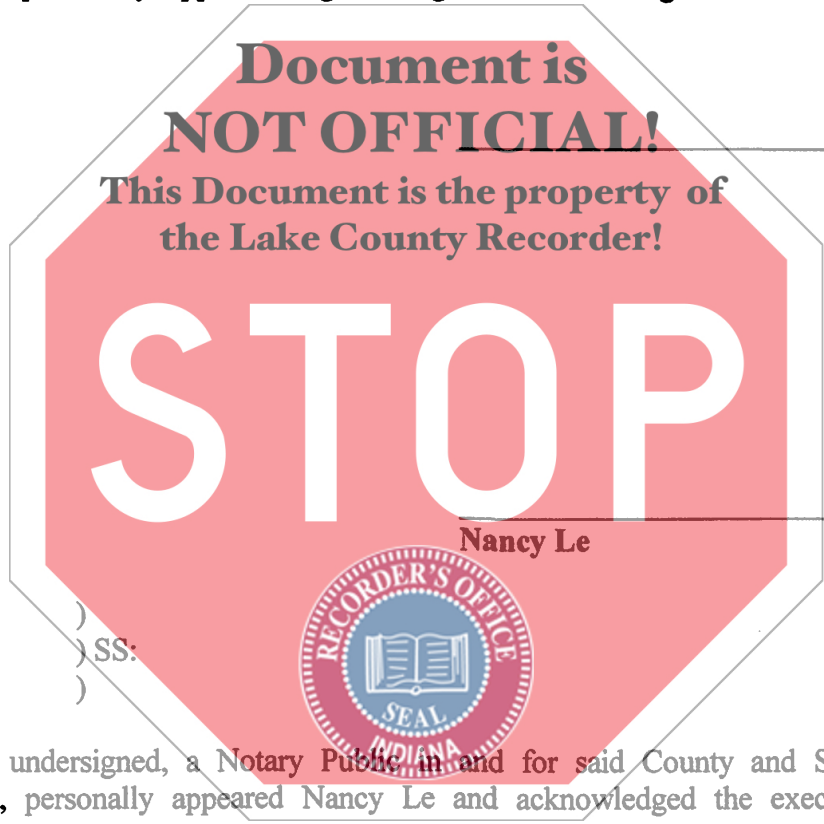 Document is
NOT OFFICIAL!
This Document is the property of
the Lake County Recorder!
STOP
Nancy Le
RECORDER'S OFFICE
SEAL
INDIANA
)
) SS:
)
undersigned, a Notary Public in and for said County and S
, personally appeared Nancy Le and acknowledged the exec